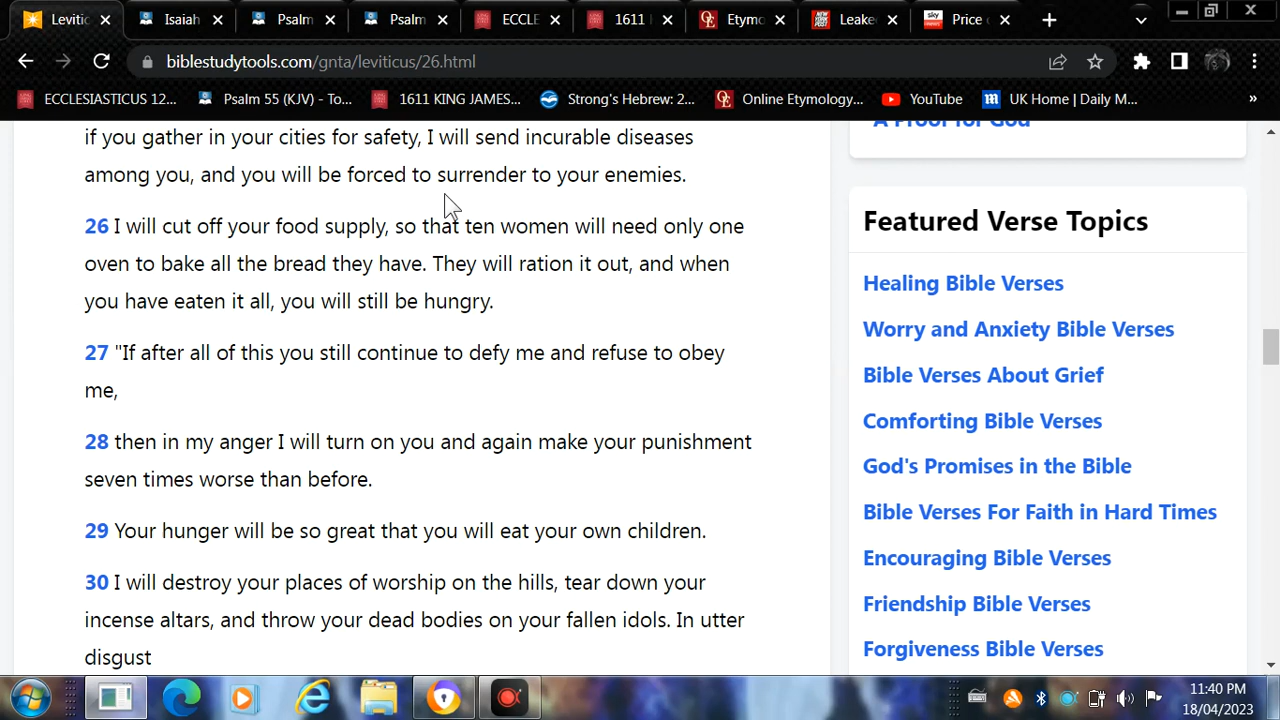 Levitic
Isaiah
Psalm
Psalm
ECCLE
1611
Etymo
Leake
Price
biblestudytools.com/gnta/leviticus/26.html
ECCLESIASTICUS 12...
Psalm 55 (KJV) - To...
1611 KING JAMES...
Strong's Hebrew: 2...
Online Etymology...
YouTube
UK Home | Daily M...
»
if you gather in your cities for safety, I will send incurable diseases
among you, and you will be forced to surrender to your enemies.
26 I will cut off your food supply, so that ten women will need only one
oven to bake all the bread they have. They will ration it out, and when
you have eaten it all, you will still be hungry.
27 "If after all of this you still continue to defy me and refuse to obey
me,
28 then in my anger I will turn on you and again make your punishment
seven times worse than before.
29 Your hunger will be so great that you will eat your own children.
30 I will destroy your places of worship on the hills, tear down your
incense altars, and throw your dead bodies on your fallen idols. In utter
disgust
A Proof for God
Featured Verse Topics
Healing Bible Verses
Worry and Anxiety Bible Verses
Bible Verses About Grief
Comforting Bible Verses
God's Promises in the Bible
Bible Verses For Faith in Hard Times
Encouraging Bible Verses
Friendship Bible Verses
Forgiveness Bible Verses
11:40 PM
18/04/2023